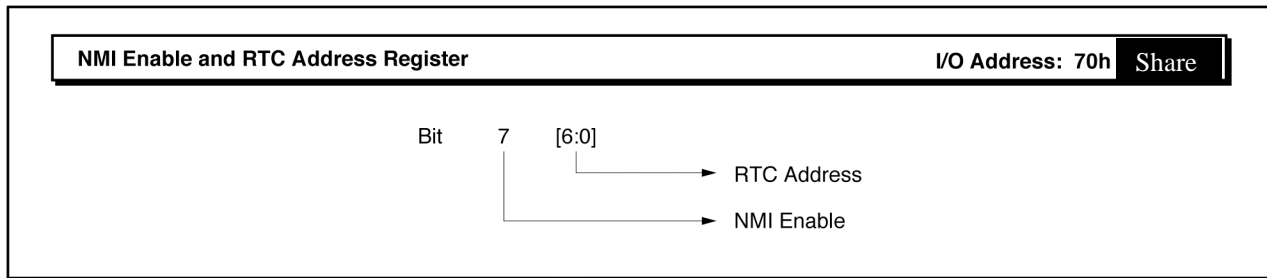 NMI Enable and RTC Address Register I/O Address: 70h Share
Bit 7 [6:0]
RTC Address
NMI Enable